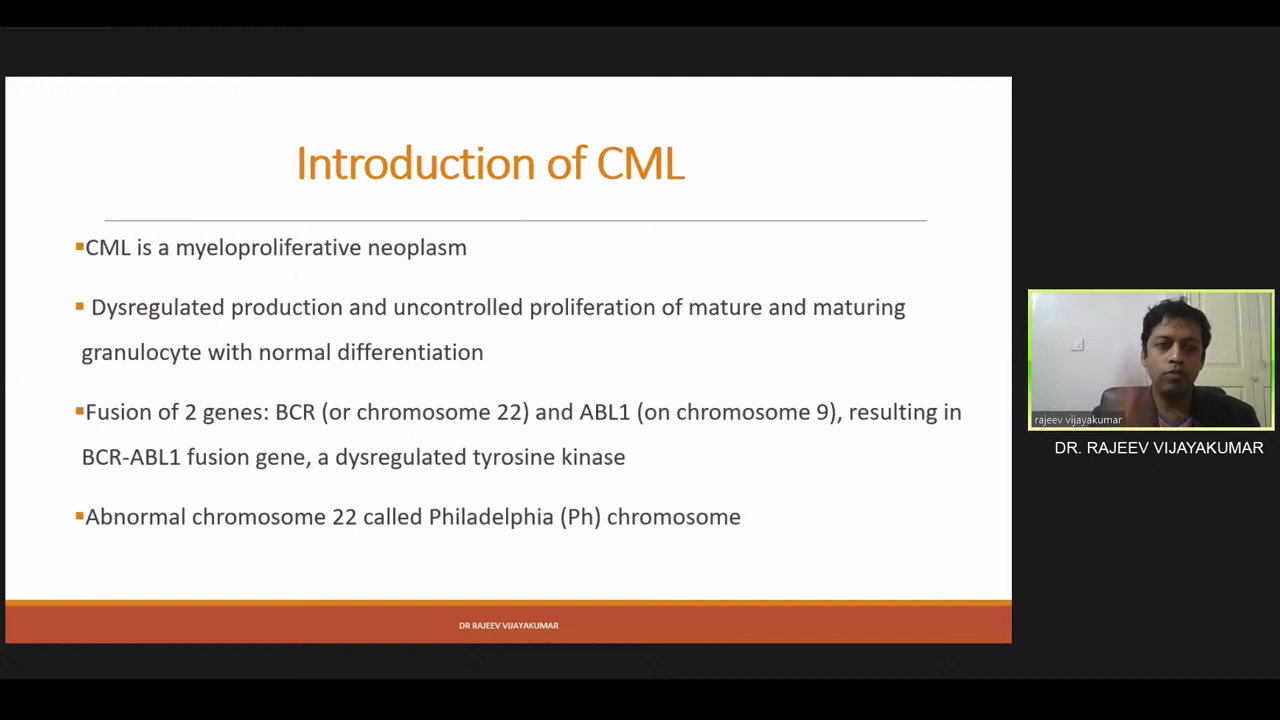 Introduction of CML
▪CML is a myeloproliferative neoplasm
▪ Dysregulated production and uncontrolled proliferation of mature and maturing
granulocyte with normal differentiation
▪Fusion of 2 genes: BCR (or chromosome 22) and ABL1 (on chromosome 9), resulting in
BCR-ABL1 fusion gene, a dysregulated tyrosine kinase
▪Abnormal chromosome 22 called Philadelphia (Ph) chromosome
DR RAJEEV VIJAYAKUMAR
rajeev vijayakumar
DR. RAJEEV VIJAYAKUMAR